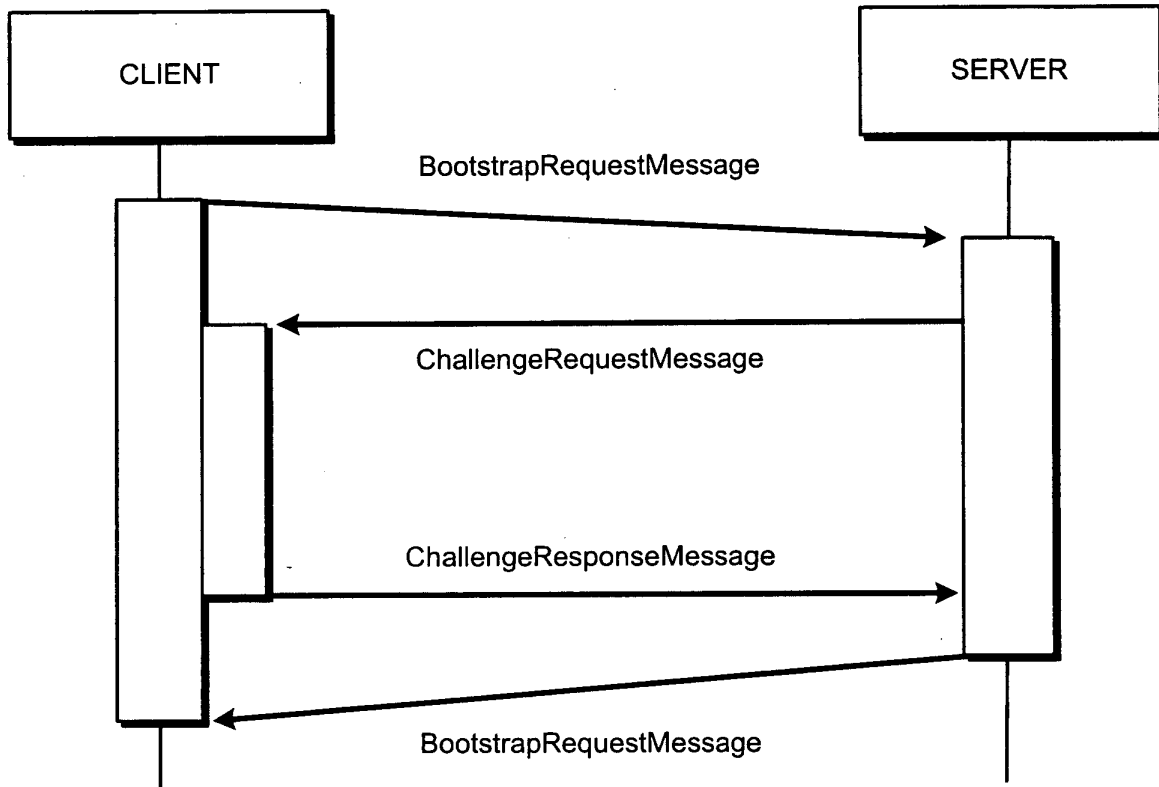 CLIENT
SERVER
BootstrapRequestMessage
ChallengeRequestMessage
ChallengeResponseMessage
BootstrapRequestMessage